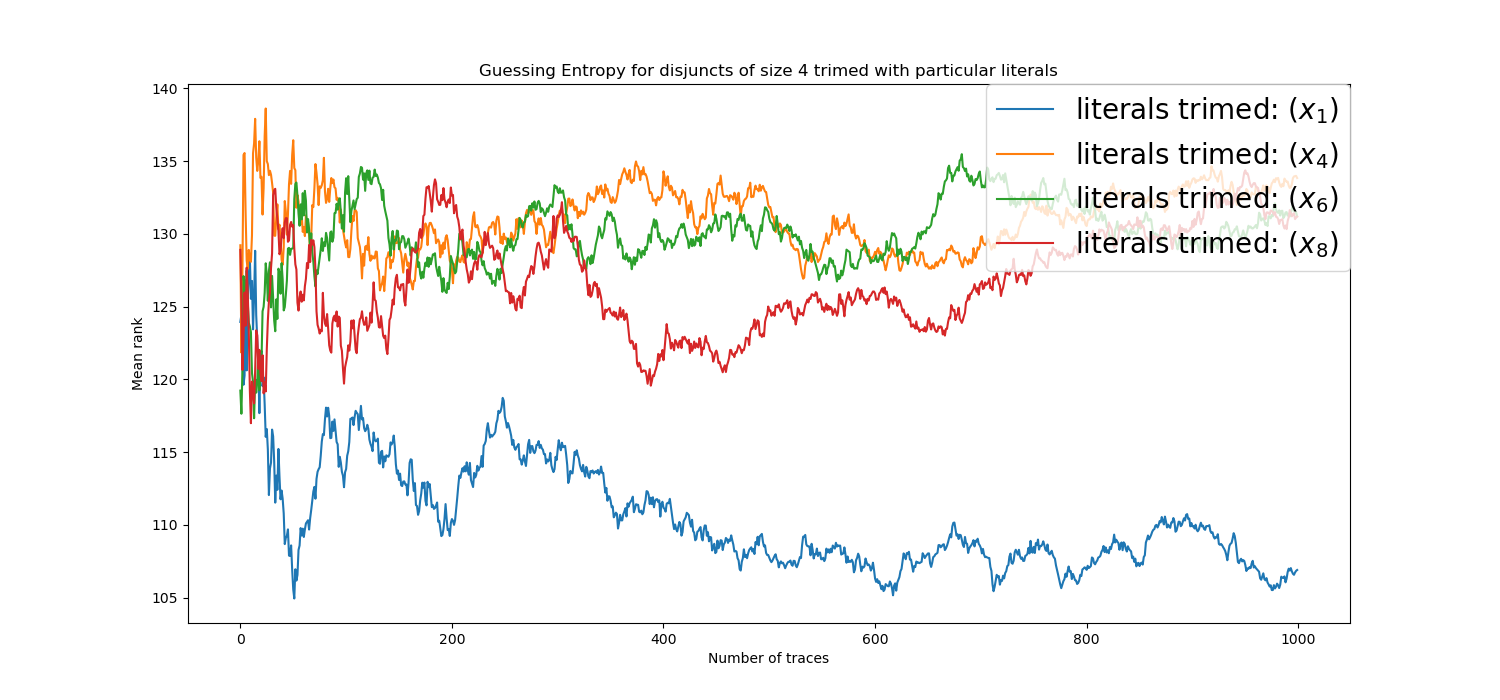 Guessing Entropy for disjuncts of size 4 trimed with particular literals
literals trimed: (x₁)
literals trimed: (x₄)
literals trimed: (x₆)
literals trimed: (x₈)
140
135
130
125
120
115
110
105
Mean rank
0 200 400 600 800 1000
Number of traces